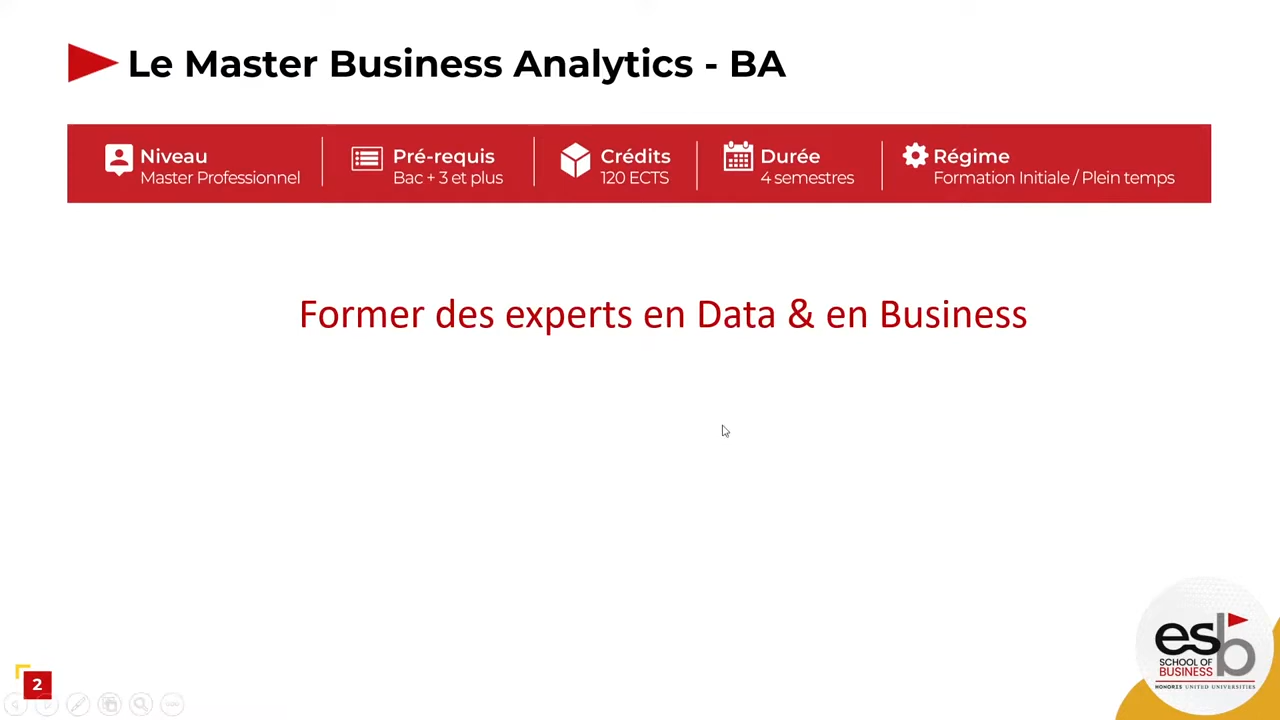 Le Master Business Analytics - BA
Niveau
Master Professionnel
Pré-requis
Bac + 3 et plus
Crédits
120 ECTS
Durée
4 semestres
Régime
Formation Initiale / Plein temps
Former des experts en Data & en Business
esb
SCHOOL OF
BUSINESS
HONORIS UNITED UNIVERSITIES
2